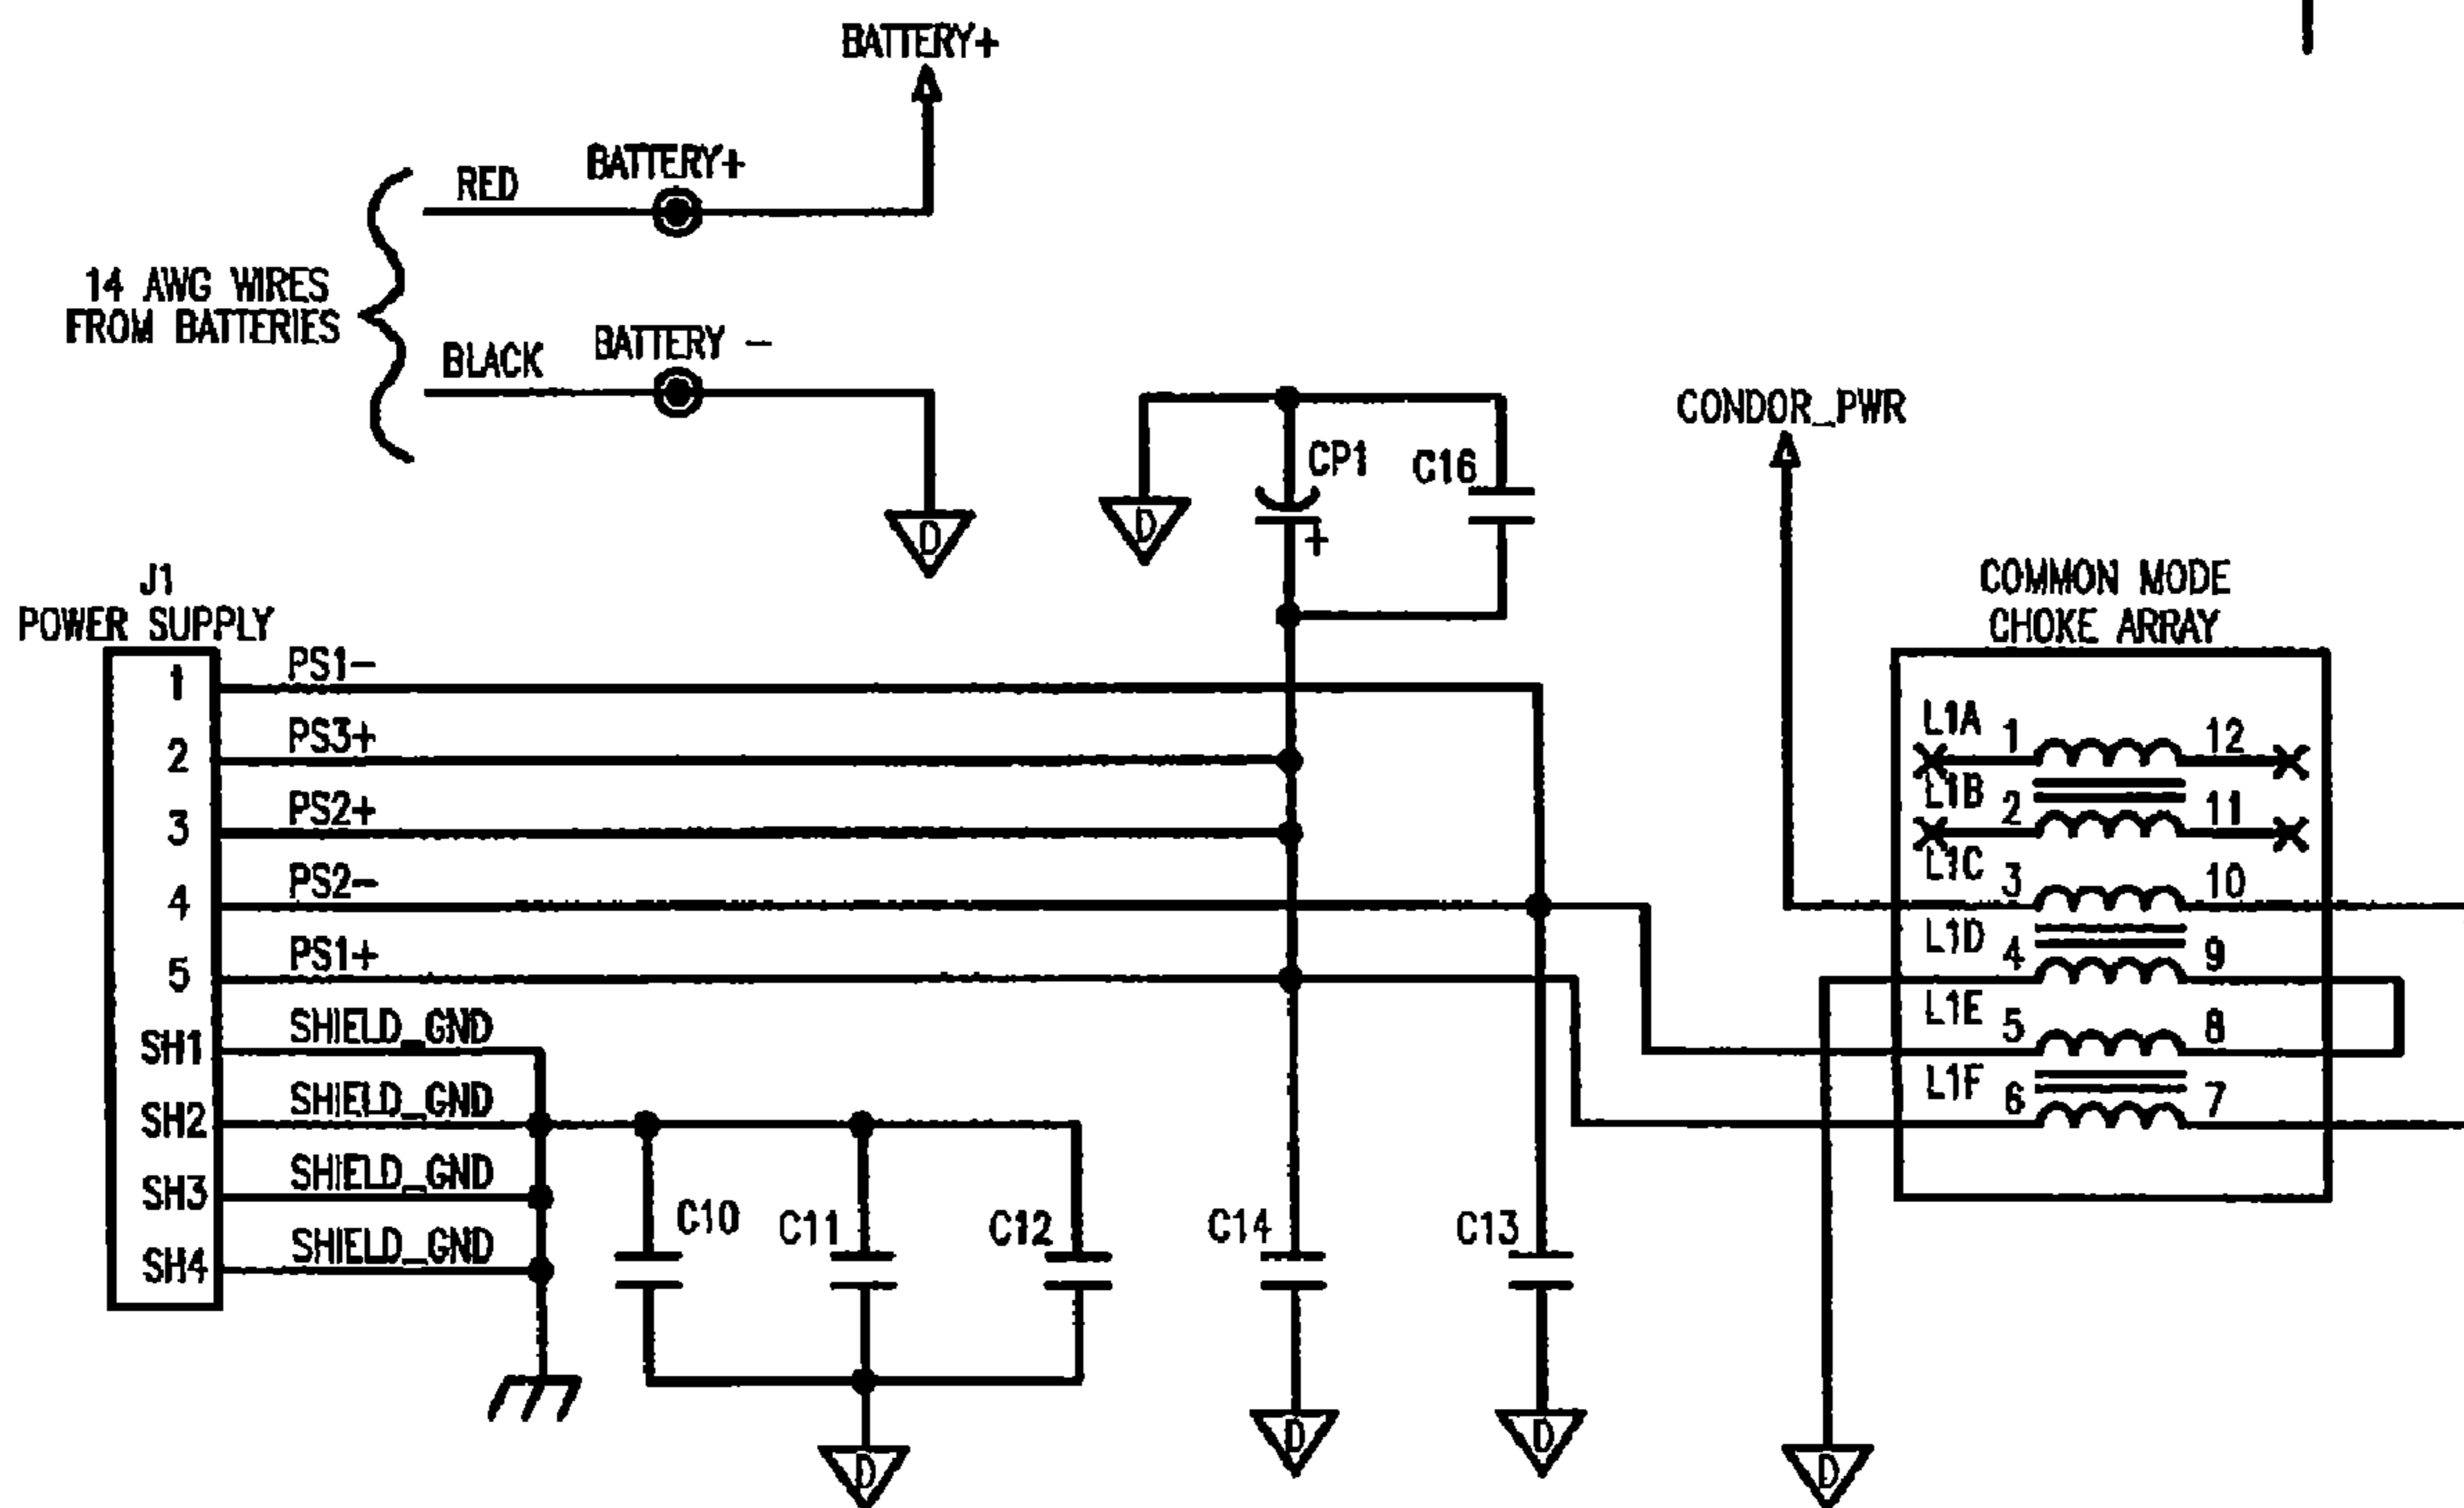 BATTERY+
RED
BATTERY+
14 AWG WIRES
FROM BATTERIES
BLACK
BATTERY -
D
D
CP1
+
C16
CONDOR_PWR
J1
POWER SUPPLY
1
PS1-
2
PS3+
3
PS2+
4
PS2-
5
PS1+
SH1
SHIELD_GND
SH2
SHIELD_GND
SH3
SHIELD_GND
SH4
SHIELD_GND
C10
C11
C12
C14
C13
D
D
D
D
COMMON MODE
CHOKE ARRAY
L1A
1
12
L1B
2
11
L1C
3
10
L1D
4
9
L1E
5
8
L1F
6
7